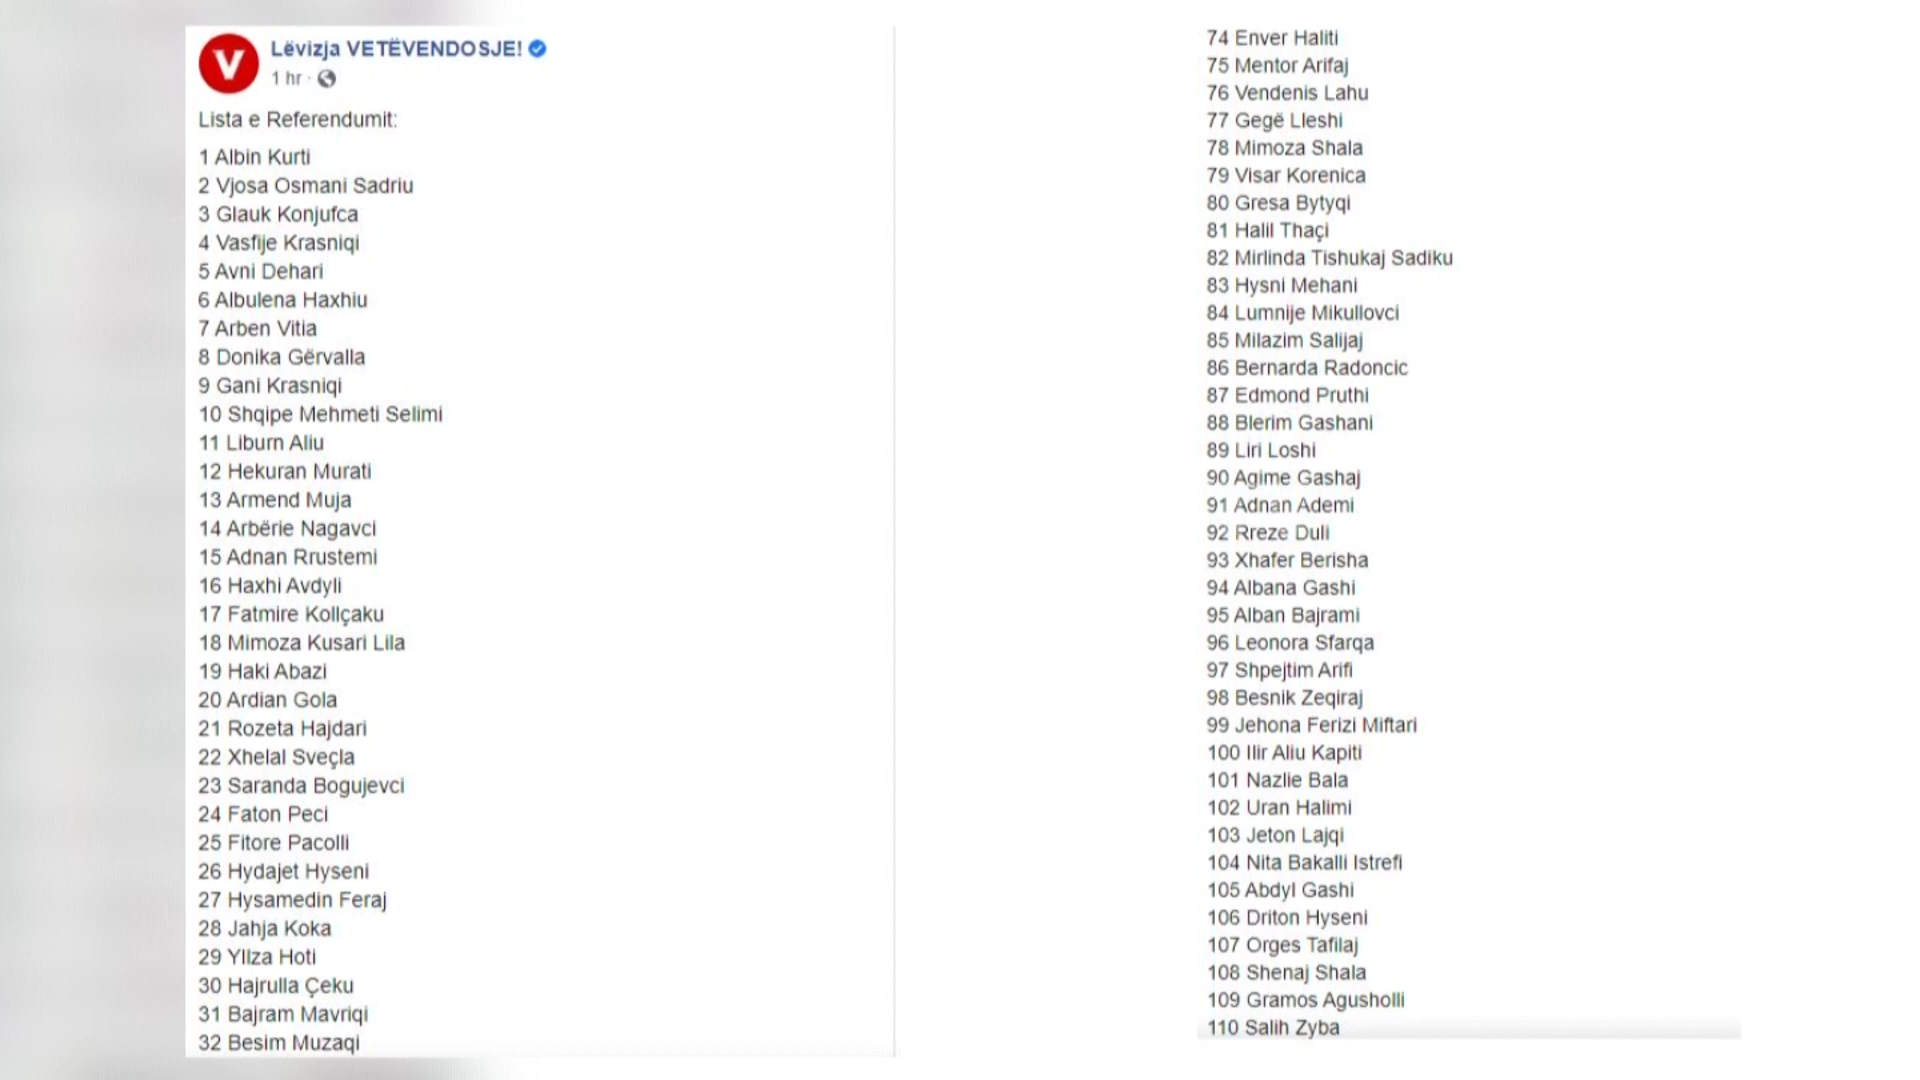 V
Lëvizja VETËVENDOSJE!
1 hr ·
Lista e Referendumit:
1 Albin Kurti
2 Vjosa Osmani Sadriu
3 Glauk Konjufca
4 Vasfije Krasniqi
5 Avni Dehari
6 Albulena Haxhiu
7 Arben Vitia
8 Donika Gërvalla
9 Gani Krasniqi
10 Shqipe Mehmeti Selimi
11 Liburn Aliu
12 Hekuran Murati
13 Armend Muja
14 Arbërie Nagavci
15 Adnan Rrustemi
16 Haxhi Avdyli
17 Fatmire Kollçaku
18 Mimoza Kusari Lila
19 Haki Abazi
20 Ardian Gola
21 Rozeta Hajdari
22 Xhelal Sveçla
23 Saranda Bogujevci
24 Faton Peci
25 Fitore Pacolli
26 Hydajet Hyseni
27 Hysamedin Feraj
28 Jahja Koka
29 Yllza Hoti
30 Hajrulla Çeku
31 Bajram Mavriqi
32 Besim Muzaqi
74 Enver Haliti
75 Mentor Arifaj
76 Vendenis Lahu
77 Gegë Lleshi
78 Mimoza Shala
79 Visar Korenica
80 Gresa Bytyqi
81 Halil Thaçi
82 Mirlinda Tishukaj Sadiku
83 Hysni Mehani
84 Lumnije Mikullovci
85 Milazim Salijaj
86 Bernarda Radoncic
87 Edmond Pruthi
88 Blerim Gashani
89 Liri Loshi
90 Agime Gashaj
91 Adnan Ademi
92 Rreze Duli
93 Xhafer Berisha
94 Albana Gashi
95 Alban Bajrami
96 Leonora Sfarqa
97 Shpejtim Arifi
98 Besnik Zeqiraj
99 Jehona Ferizi Miftari
100 Ilir Aliu Kapiti
101 Nazlie Bala
102 Uran Halimi
103 Jeton Lajqi
104 Nita Bakalli Istrefi
105 Abdyl Gashi
106 Driton Hyseni
107 Orges Tafilaj
108 Shenaj Shala
109 Gramos Agusholli
110 Salih Zyba